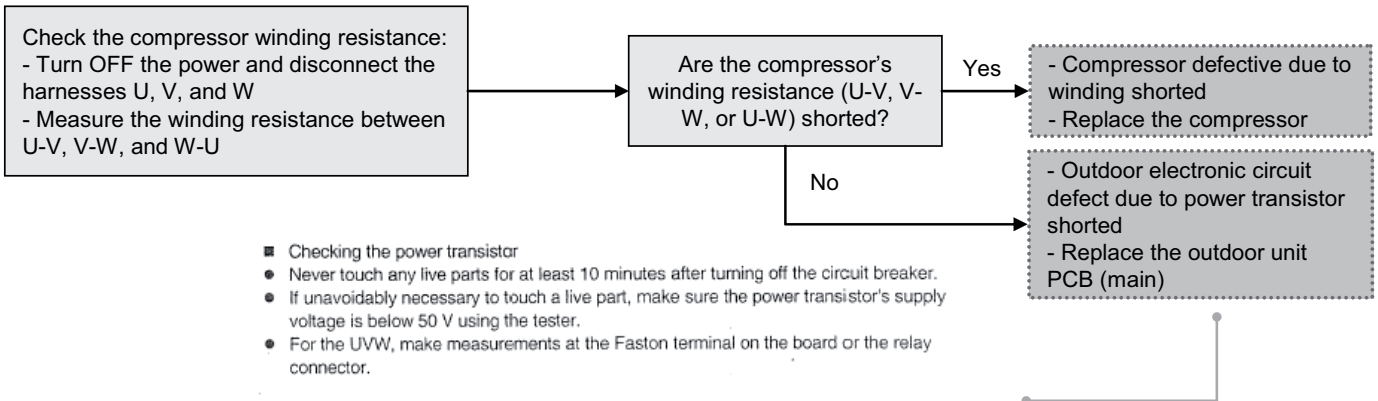 Check the compressor winding resistance:
- Turn OFF the power and disconnect the
harnesses U, V, and W
- Measure the winding resistance between
U-V, V-W, and W-U
Are the compressor's
winding resistance (U-V, V-
W, or U-W) shorted?
Yes
- Compressor defective due to
winding shorted
- Replace the compressor
No
- Outdoor electronic circuit
defect due to power transistor
shorted
- Replace the outdoor unit
PCB (main)
■ Checking the power transistor
● Never touch any live parts for at least 10 minutes after turning off the circuit breaker.
● If unavoidably necessary to touch a live part, make sure the power transistor's supply
voltage is below 50 V using the tester.
● For the UVW, make measurements at the Faston terminal on the board or the relay
connector.